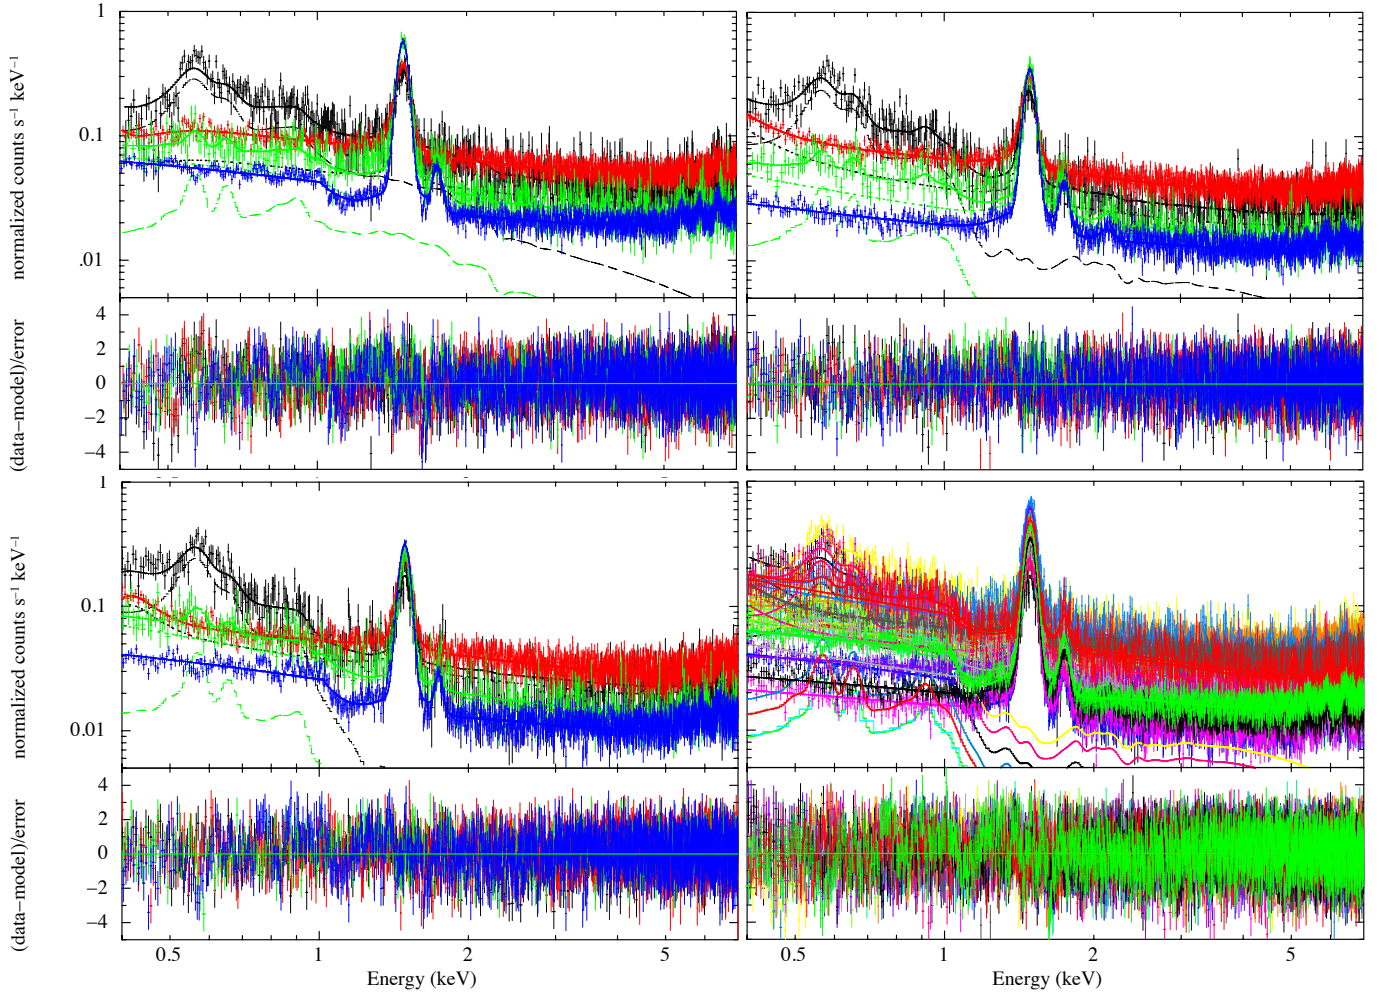 1
0.1
.01
normalized counts s⁻¹ keV⁻¹
4
2
0
−2
−4
(data−model)/error
1
0.1
0.01
normalized counts s⁻¹ keV⁻¹
4
2
0
−2
−4
(data−model)/error
0.5 1 2 5
Energy (keV)
0.5 1 2 5
Energy (keV)